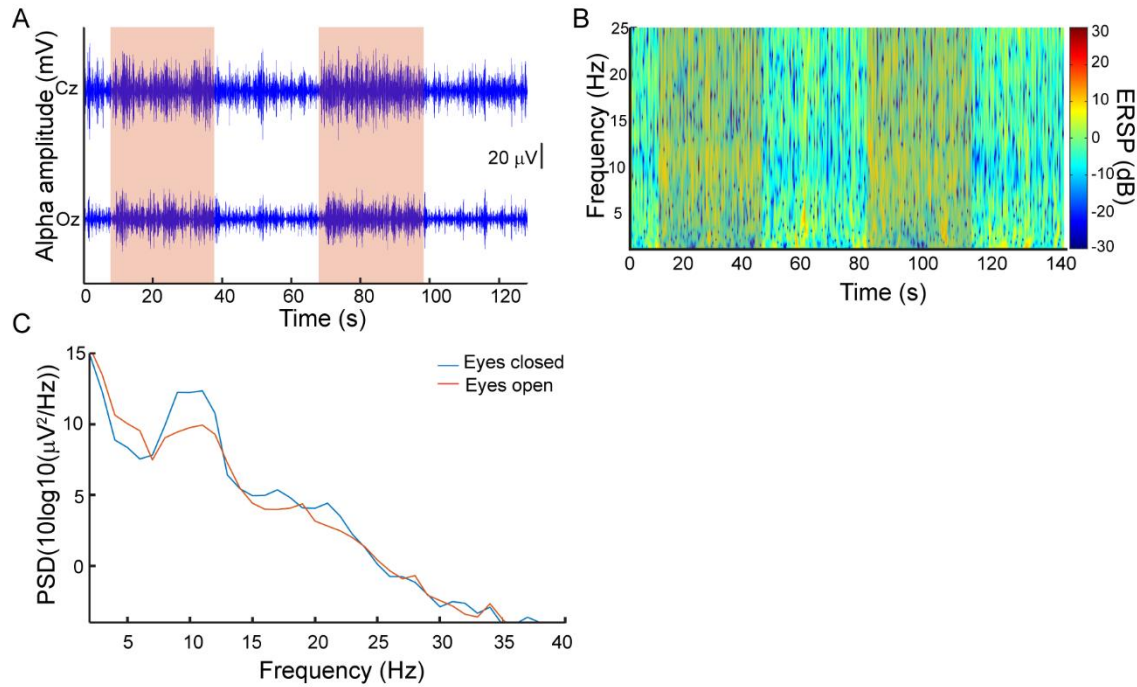 A
Alpha amplitude (mV)
Cz
Oz
20 μV
0 20 40 60 80 100 120
Time (s)
B
Frequency (Hz)
25
20
15
10
5
0 20 40 60 80 100 120 140
Time (s)
30
20
10
0
-10
-20
-30
ERSP (dB)
C
PSD(10log10(μV²/Hz))
15
10
5
0
Eyes closed
Eyes open
5 10 15 20 25 30 35 40
Frequency (Hz)